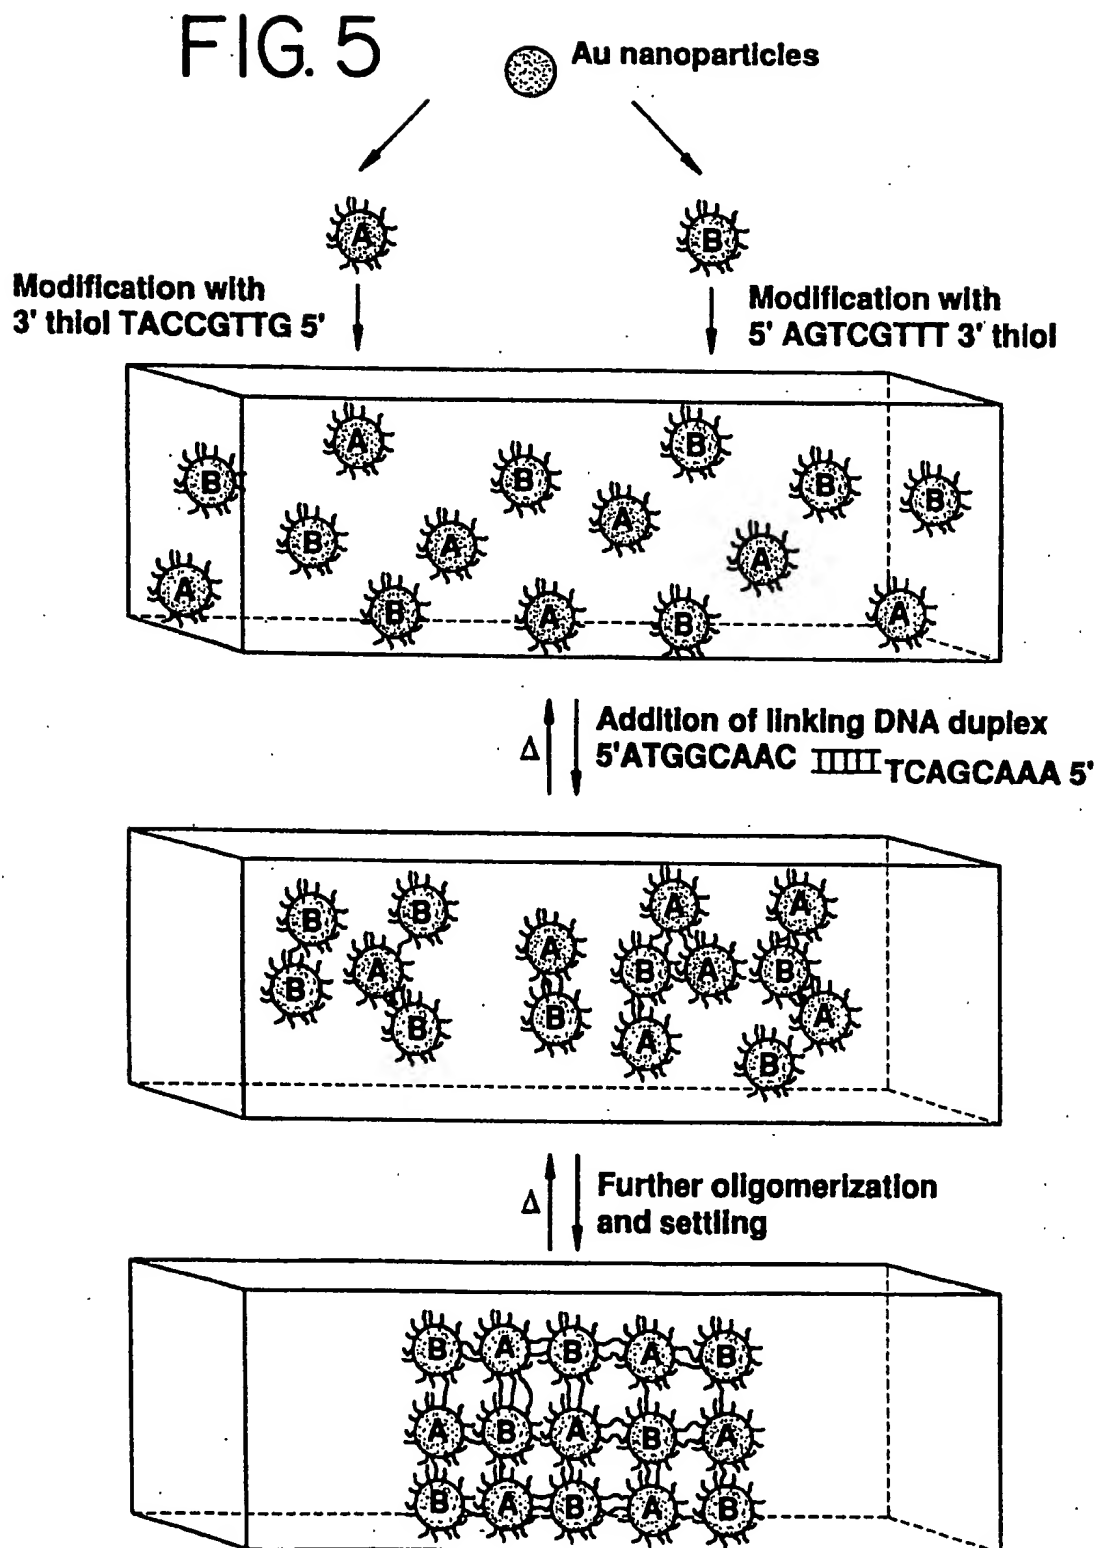 FIG. 5
Au nanoparticles
A
B
Modification with
3' thiol TACCGTTG 5'
Modification with
5' AGTCGTTT 3' thiol
A
B
B
B
B
B
A
B
A
A
A
B
A
B
A
Δ
Addition of linking DNA duplex
5'ATGGCAAC
TCAGCAAA 5'
B
B
A
A
A
B
A
B
A
B
B
B
A
A
B
Δ
Further oligomerization
and settling
B A B A B
A B A B A
B A B A B